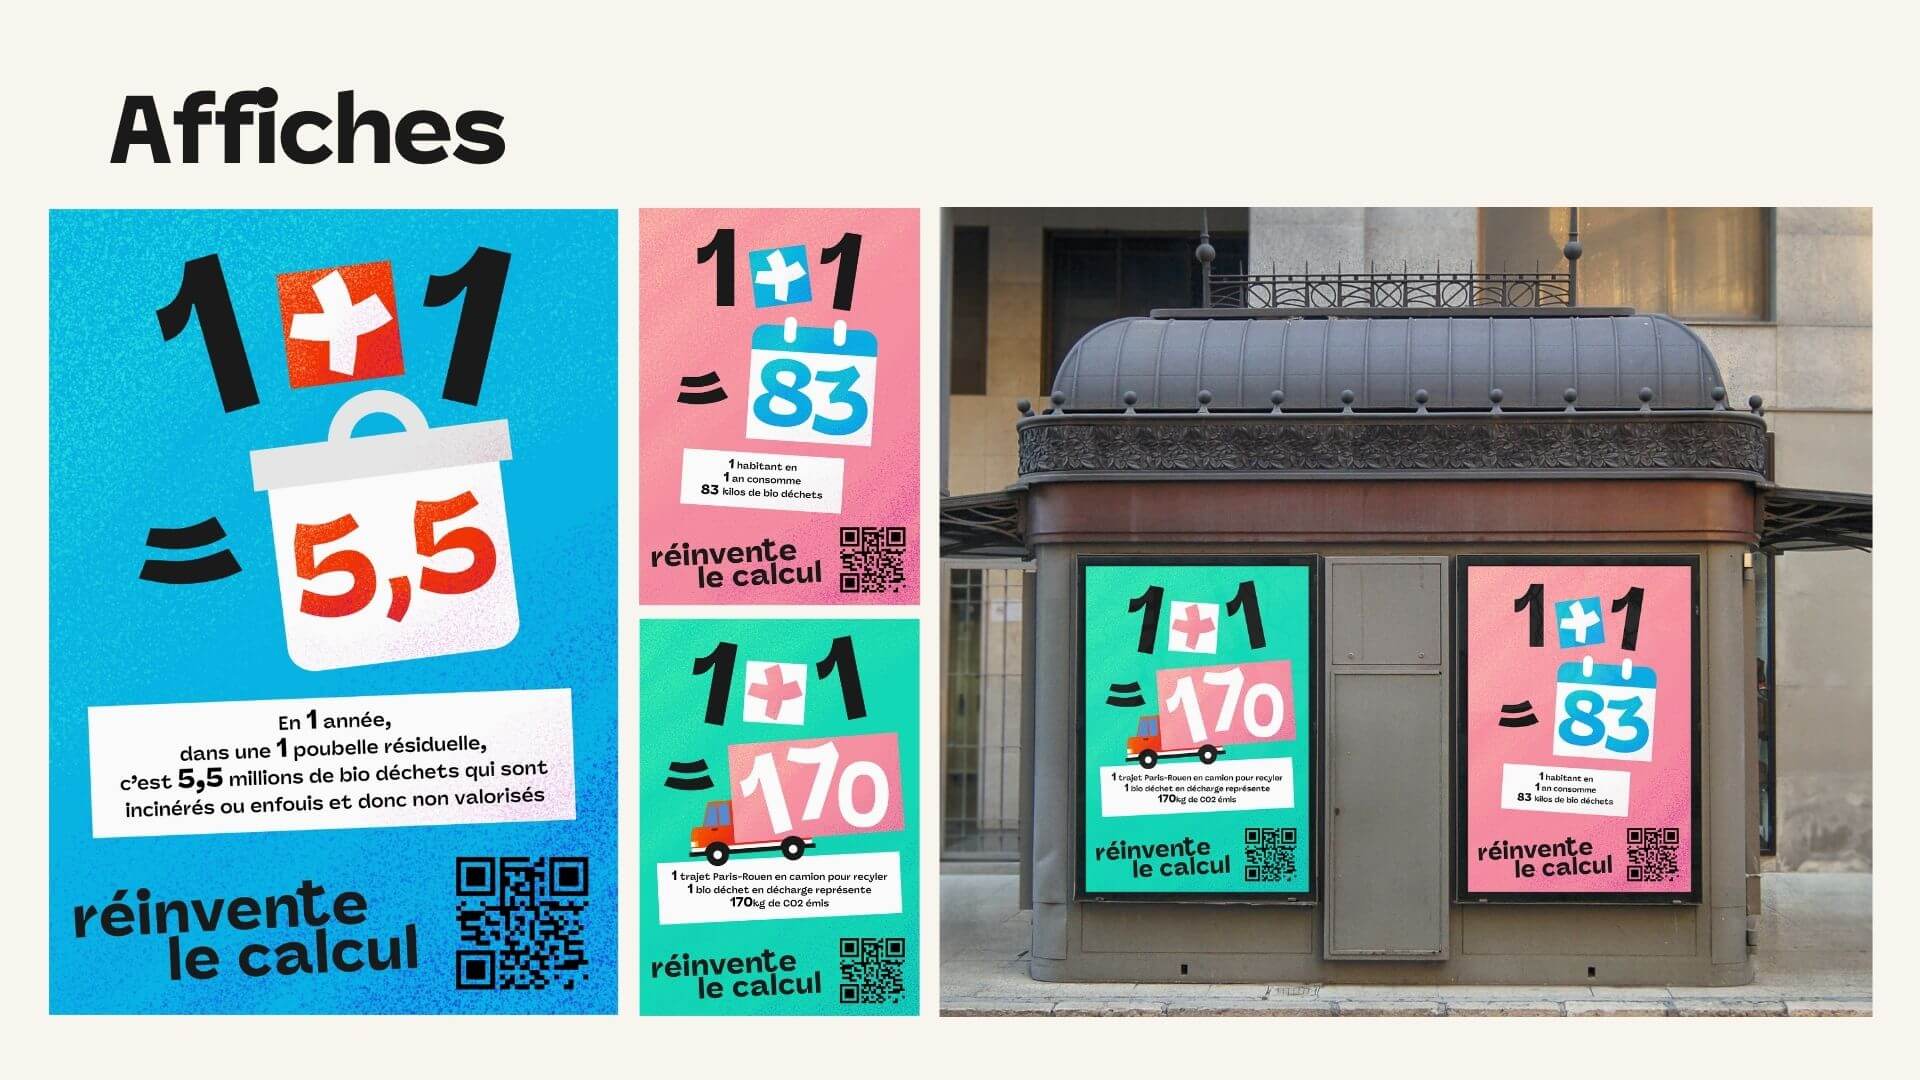 Affiches
1+1
= 5,5
En 1 année,
dans une 1 poubelle résiduelle,
c'est 5,5 millions de bio déchets qui sont
incinérés ou enfouis et donc non valorisés
réinvente
le calcul
1+1
= 83
1 habitant en
1 an consomme
83 kilos de bio déchets
réinvente
le calcul
1+1
= 170
1 trajet Paris-Rouen en camion pour recyler
1 bio déchet en décharge représente
170kg de CO2 émis
réinvente
le calcul
1+1
= 170
1 trajet Paris-Rouen en camion pour recyler
1 bio déchet en décharge représente
170kg de CO2 émis
réinvente
le calcul
1+1
= 83
1 habitant en
1 an consomme
83 kilos de bio déchets
réinvente
le calcul